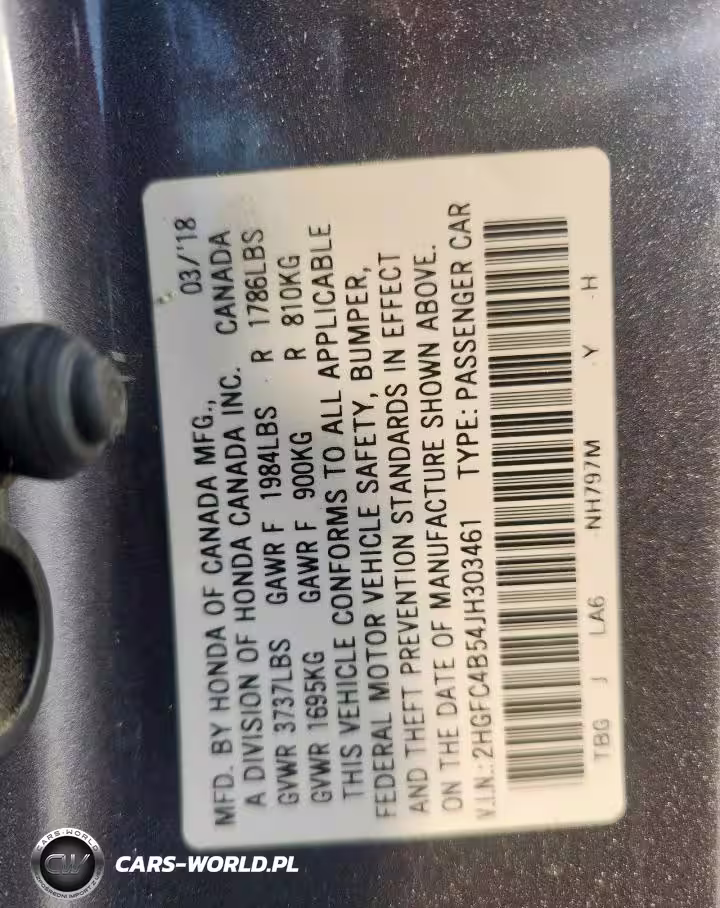 03/'18
MFD. BY HONDA OF CANADA MFG.,
A DIVISION OF HONDA CANADA INC. CANADA
GVWR 3737LBS GAWR F 1984LBS R 1786LBS
GVWR 1695KG GAWR F 900KG R 810KG
THIS VEHICLE CONFORMS TO ALL APPLICABLE
FEDERAL MOTOR VEHICLE SAFETY, BUMPER,
AND THEFT PREVENTION STANDARDS IN EFFECT
ON THE DATE OF MANUFACTURE SHOWN ABOVE.
V.I.N.:2HGFC4B54JH303461 TYPE: PASSENGER CAR
TBG J LA6 NH797M Y H
CARS-WORLD
CW
CARS-WORLD.PL